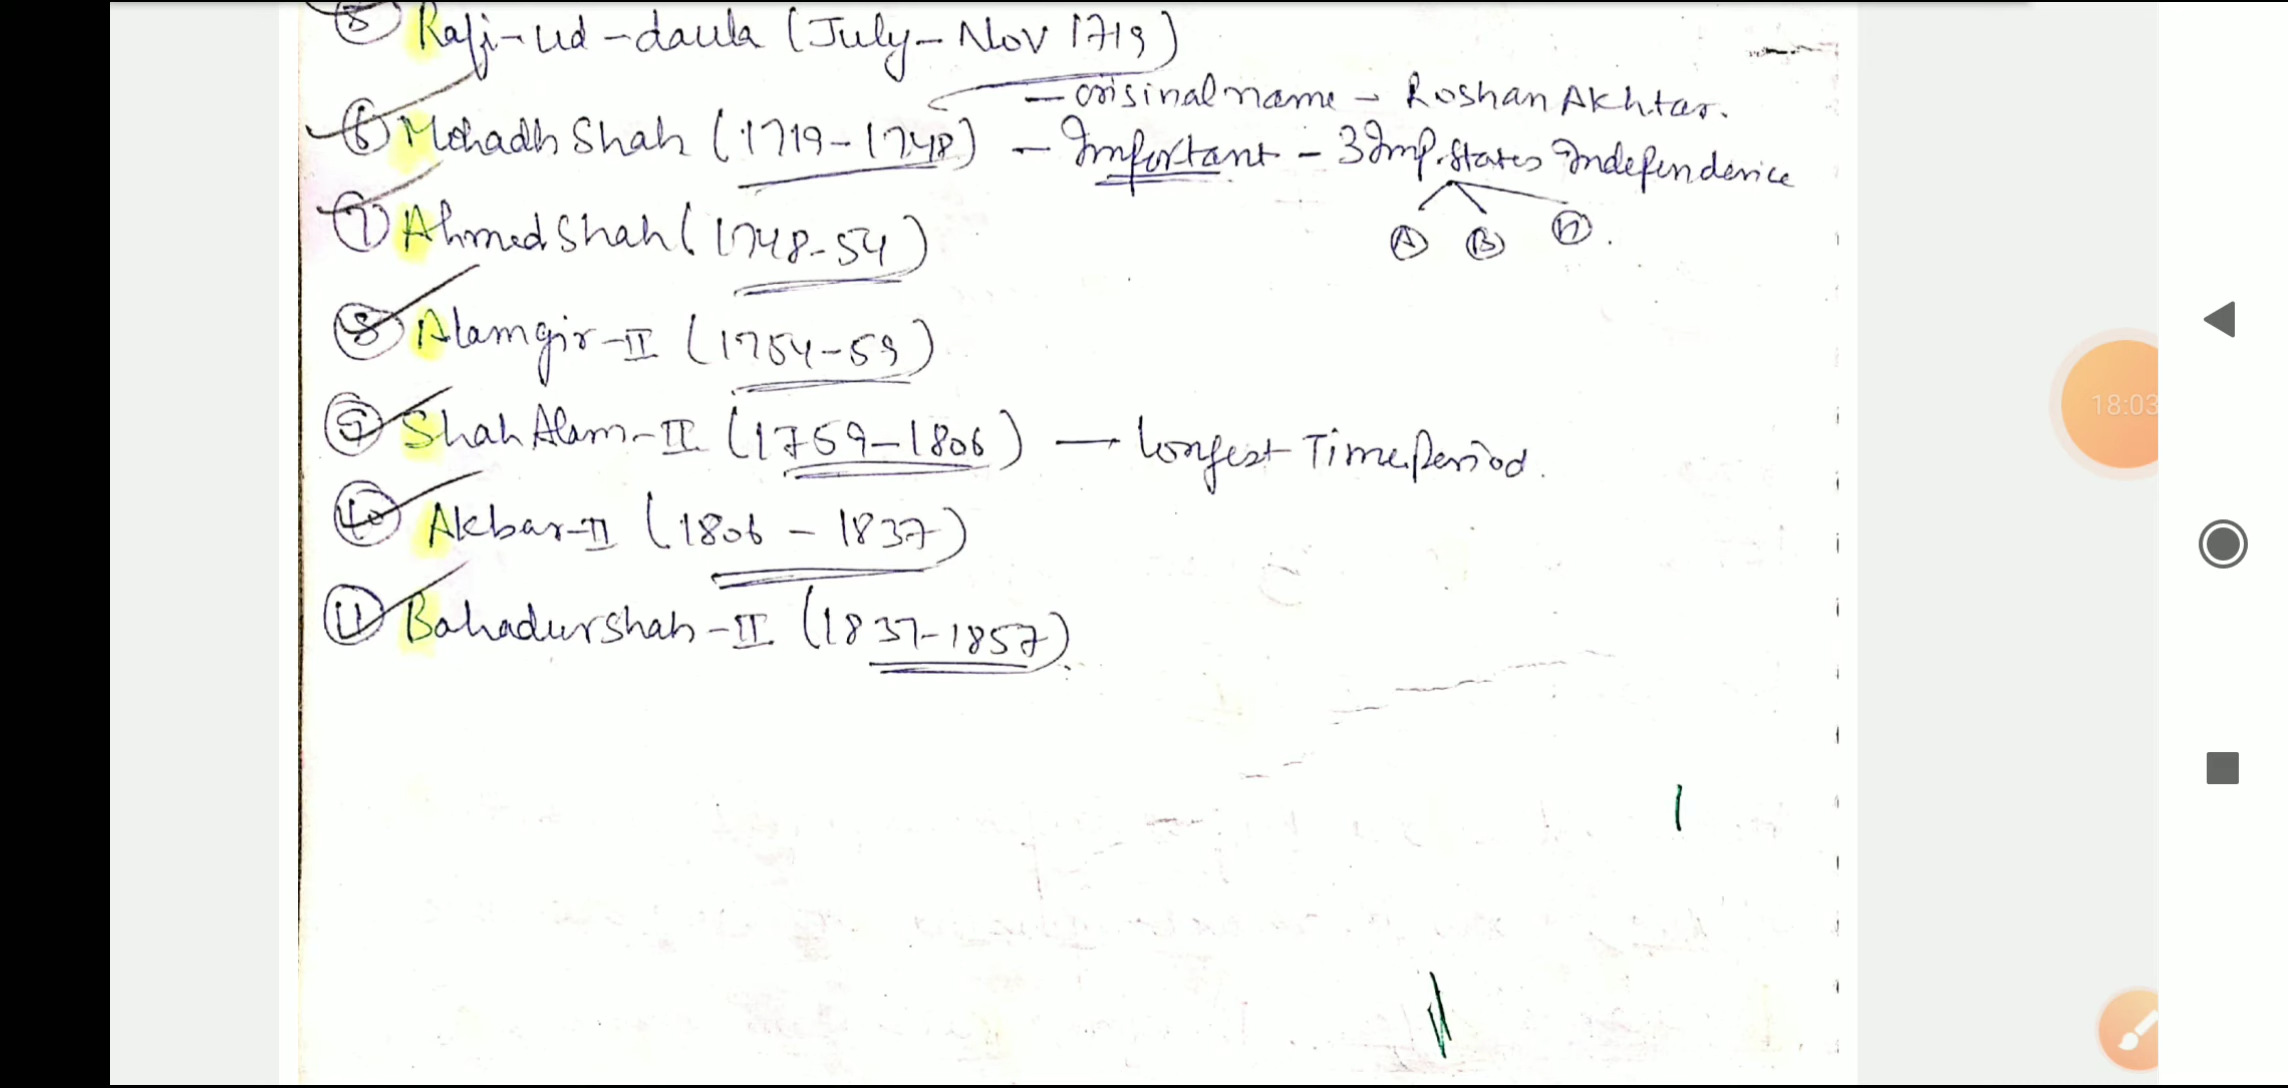 ⑤ Rafi-ud-daula (July-Nov 1719)
- original name - Roshan Akhtar.
⑥ Mohadh Shah (1719-1748) - Important - 3 Imp. States Independence
Ⓐ Ⓑ Ⓗ.
⑦ Ahmed Shah (1748-54)
⑧ Alamgir-II (1754-59)
⑨ Shah Alam-II (1759-1806) — longest Time Period.
⑩ Akbar-II (1806 - 1837)
⑪ Bahadurshah-II (1837-1857).
18:03